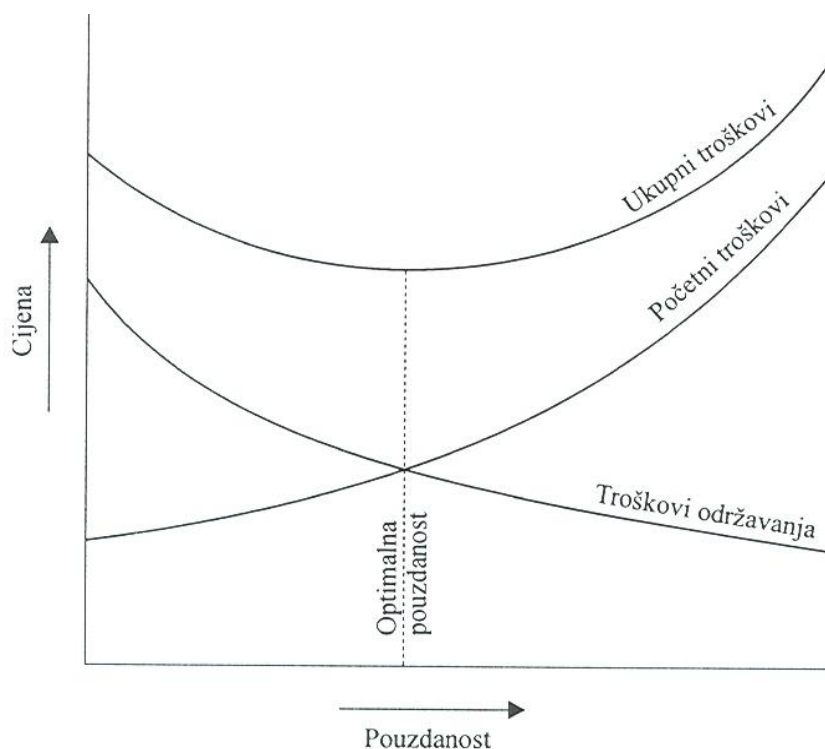 Ukupni troškovi
Početni troškovi
Cijena
Troškovi održavanja
Optimalna
pouzdanost
Pouzdanost